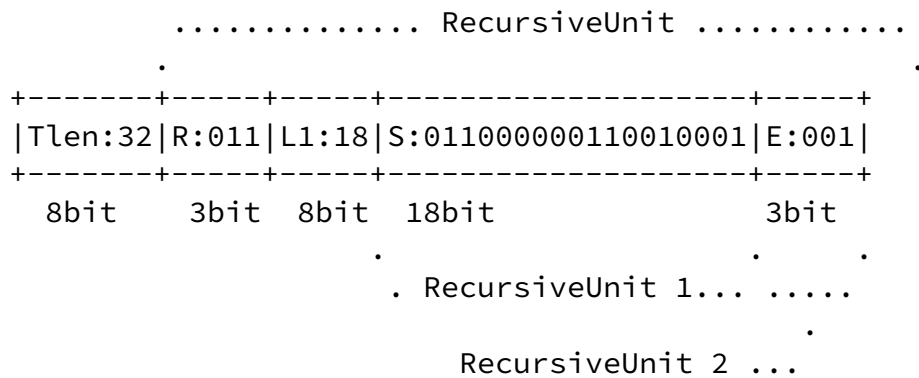 .............. RecursiveUnit ............
.                                            .
+-------+-----+-----+------------------+-----+
|Tlen:32|R:011|L1:18|S:011000000110010001|E:001|
+-------+-----+-----+------------------+-----+
8bit    3bit  8bit  18bit               3bit
.                  .     .
. RecursiveUnit 1... .....
.
RecursiveUnit 2 ...